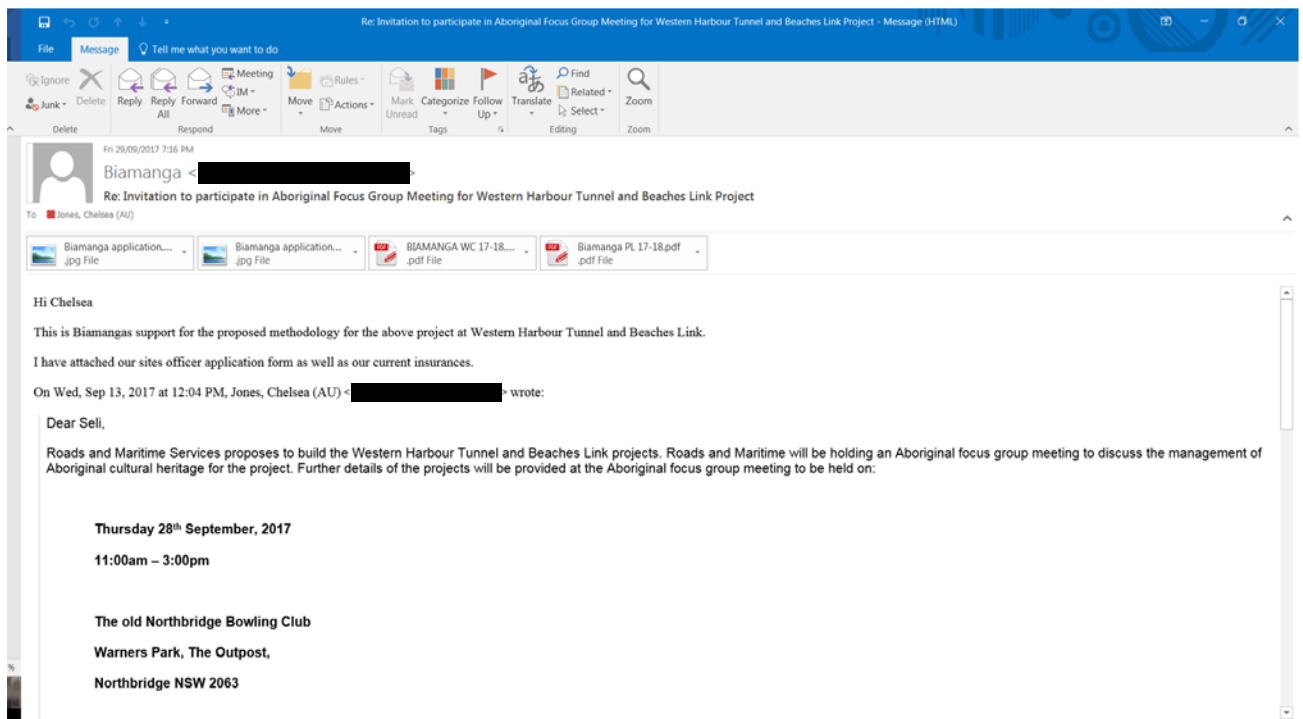 Re: Invitation to participate in Aboriginal Focus Group Meeting for Western Harbour Tunnel and Beaches Link Project - Message (HTML)
File Message Tell me what you want to do
Ignore
Junk
Delete
Reply
Reply All
Forward
Meeting
IM
More
Move
Rules
Actions
Mark Unread
Categorize
Follow Up
Translate
Find
Related
Select
Zoom
Delete Respond Move Tags Editing Zoom
Fri 29/09/2017 7:16 PM
Biamanga < >
Re: Invitation to participate in Aboriginal Focus Group Meeting for Western Harbour Tunnel and Beaches Link Project
To Jones, Chelsea (AU)
Biamanga application....
.jpg File
Biamanga application...
.jpg File
BIAMANGA WC 17-18....
.pdf File
Biamanga PL 17-18.pdf
.pdf File
Hi Chelsea
This is Biamangas support for the proposed methodology for the above project at Western Harbour Tunnel and Beaches Link.
I have attached our sites officer application form as well as our current insurances.
On Wed, Sep 13, 2017 at 12:04 PM, Jones, Chelsea (AU) < > wrote:
Dear Seli,
Roads and Maritime Services proposes to build the Western Harbour Tunnel and Beaches Link projects. Roads and Maritime will be holding an Aboriginal focus group meeting to discuss the management of
Aboriginal cultural heritage for the project. Further details of the projects will be provided at the Aboriginal focus group meeting to be held on:
Thursday 28th September, 2017
11:00am – 3:00pm
The old Northbridge Bowling Club
Warners Park, The Outpost,
Northbridge NSW 2063
%